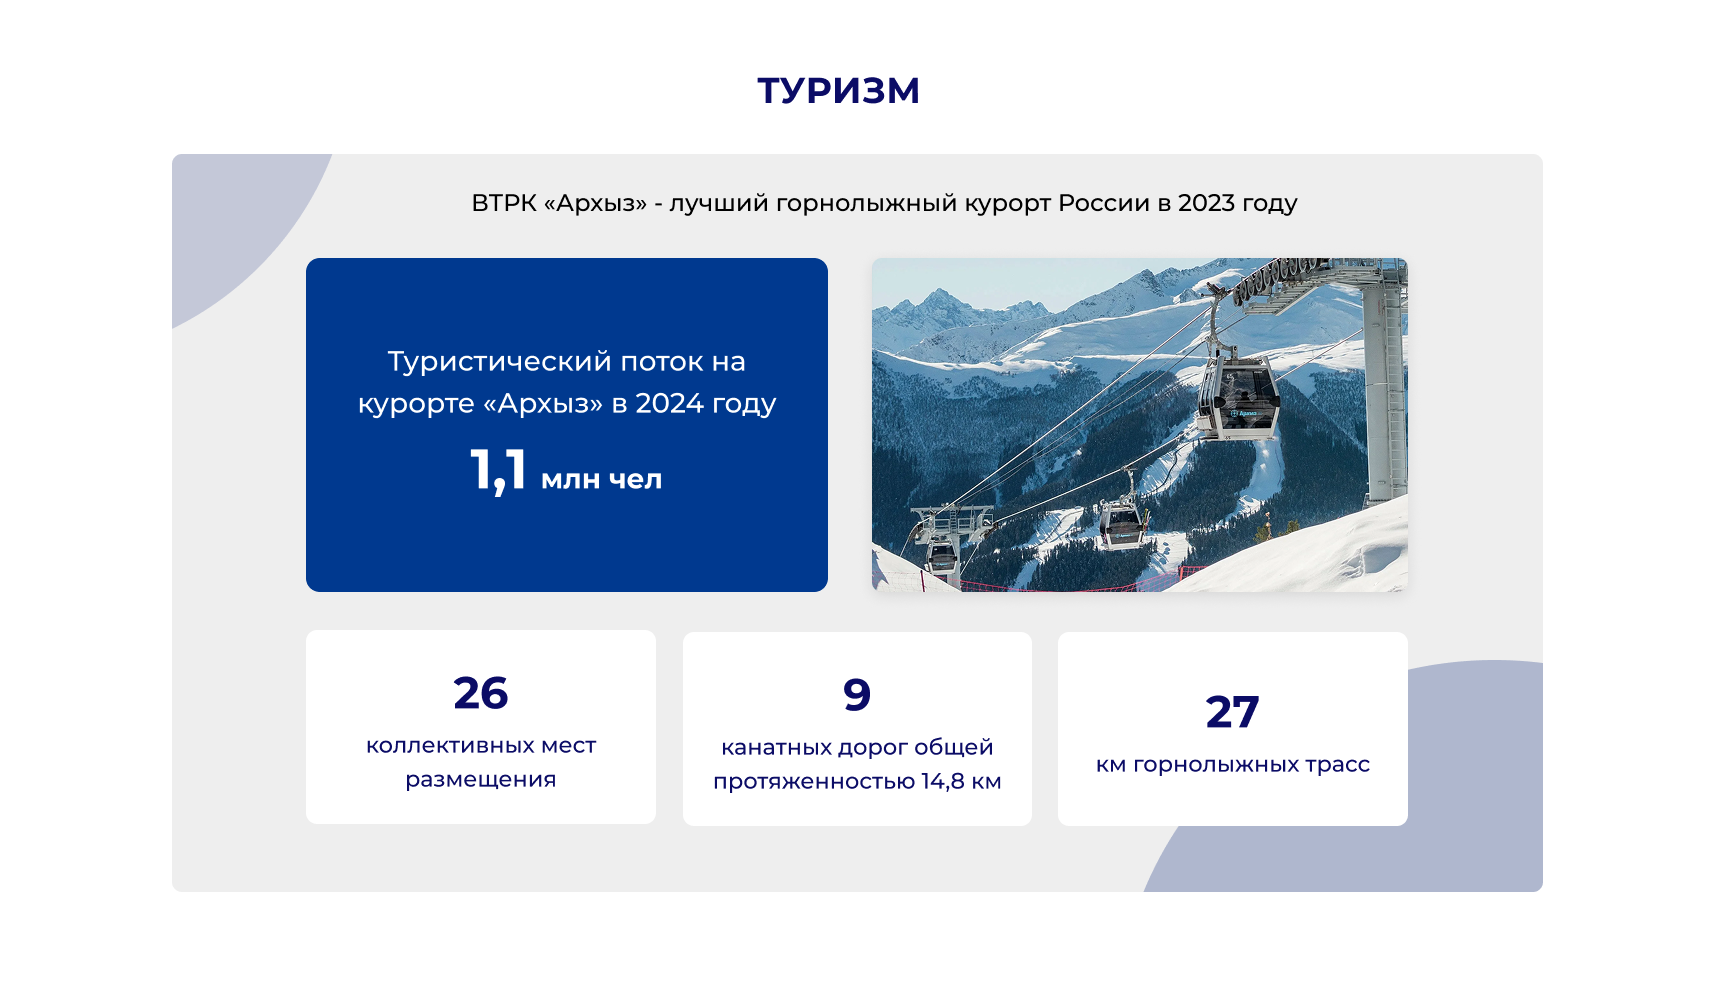 ТУРИЗМ
ВТРК «Архыз» - лучший горнолыжный курорт России в 2023 году
Туристический поток на
курорте «Архыз» в 2024 году
1,1 млн чел
Архыз
26
коллективных мест
размещения
9
канатных дорог общей
протяженностью 14,8 км
27
км горнолыжных трасс